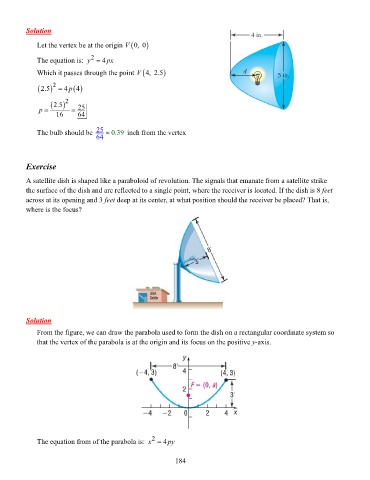 Solution
Let the vertex be at the origin V(0, 0)
The equation is: y² = 4px
Which it passes through the point V(4, 2.5)
(2.5)² = 4p(4)
p = (2.5)²/16 = 25/64
The bulb should be 25/64 ≈ 0.39 inch from the vertex
4 in.
d
5 in.
Exercise
A satellite dish is shaped like a paraboloid of revolution. The signals that emanate from a satellite strike
the surface of the dish and are reflected to a single point, where the receiver is located. If the dish is 8 feet
across at its opening and 3 feet deep at its center, at what position should the receiver be placed? That is,
where is the focus?
Solution
From the figure, we can draw the parabola used to form the dish on a rectangular coordinate system so
that the vertex of the parabola is at the origin and its focus on the positive y-axis.
y
8'
(−4, 3) 4 (4, 3)
F = (0, a)
2
3'
−4 −2 0 2 4 x
The equation from of the parabola is: x² = 4py
184